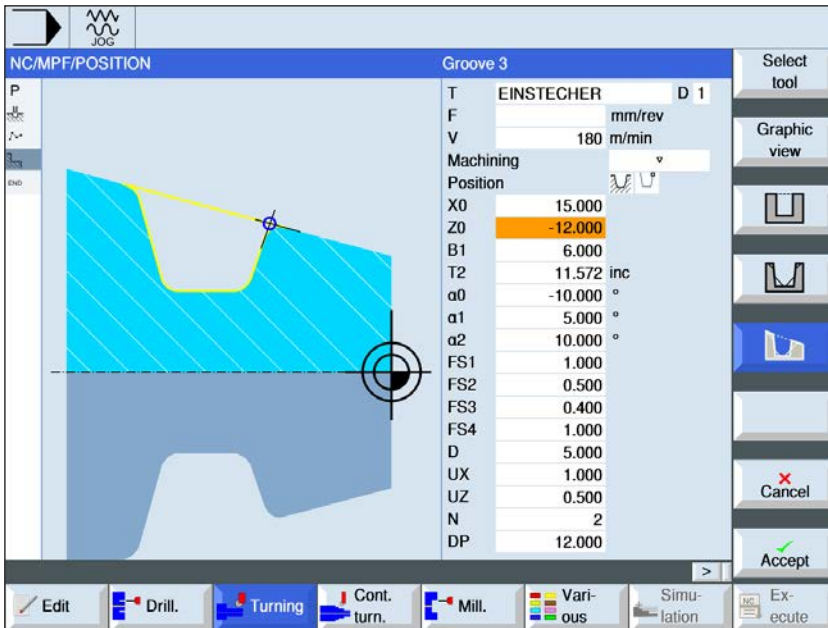 JOG
NC/MPF/POSITION
Groove 3
P
END
T EINSTECHER D 1
F mm/rev
V 180 m/min
Machining ▿
Position
X0 15.000
Z0 -12.000
B1 6.000
T2 11.572 inc
α0 -10.000 °
α1 5.000 °
α2 10.000 °
FS1 1.000
FS2 0.500
FS3 0.400
FS4 1.000
D 5.000
UX 1.000
UZ 0.500
N 2
DP 12.000
>
Select
tool
Graphic
view
Cancel
Accept
Edit
Drill.
Turning
Cont.
turn.
Mill.
Vari-
ous
Simu-
lation
NC
Ex-
ecute